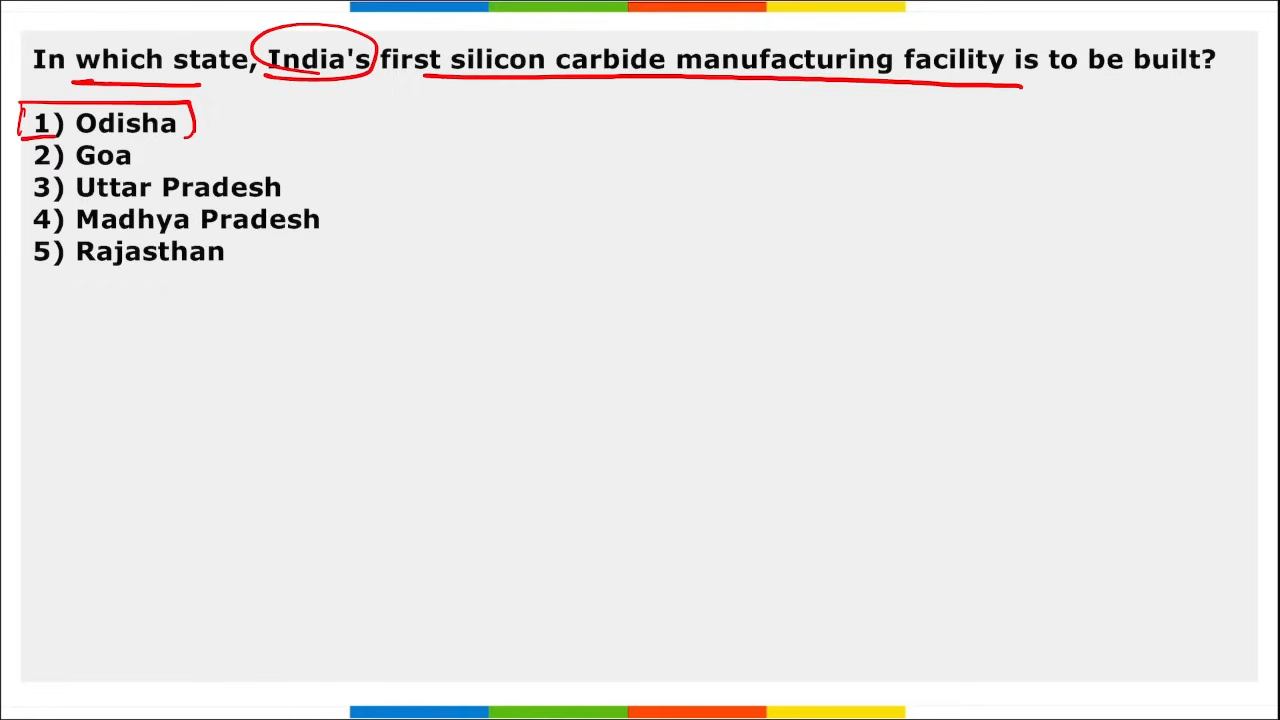 In which state, India's first silicon carbide manufacturing facility is to be built?
1) Odisha
2) Goa
3) Uttar Pradesh
4) Madhya Pradesh
5) Rajasthan